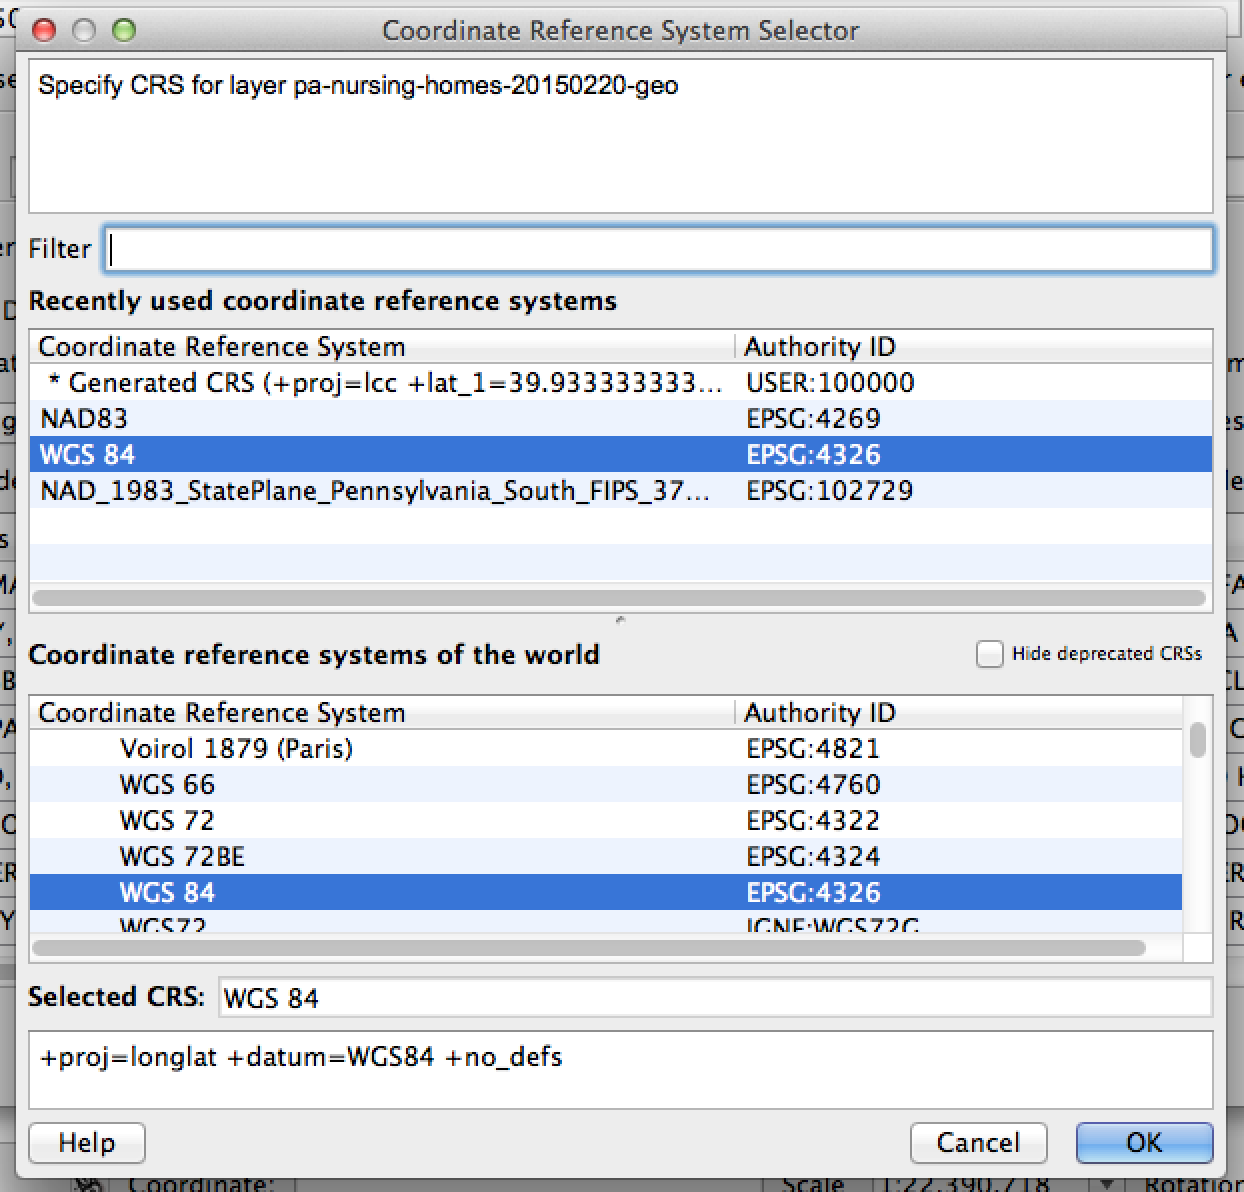 Coordinate Reference System Selector
Specify CRS for layer pa-nursing-homes-20150220-geo
Filter
Recently used coordinate reference systems
Coordinate Reference System Authority ID
* Generated CRS (+proj=lcc +lat_1=39.933333333... USER:100000
NAD83 EPSG:4269
WGS 84 EPSG:4326
NAD_1983_StatePlane_Pennsylvania_South_FIPS_37... EPSG:102729
Coordinate reference systems of the world Hide deprecated CRSs
Coordinate Reference System Authority ID
Voirol 1879 (Paris) EPSG:4821
WGS 66 EPSG:4760
WGS 72 EPSG:4322
WGS 72BE EPSG:4324
WGS 84 EPSG:4326
WGS72 IGNF:WGS72G
Selected CRS: WGS 84
+proj=longlat +datum=WGS84 +no_defs
Help Cancel OK
Coordinate: Scale 1:22,390,718 Rotation